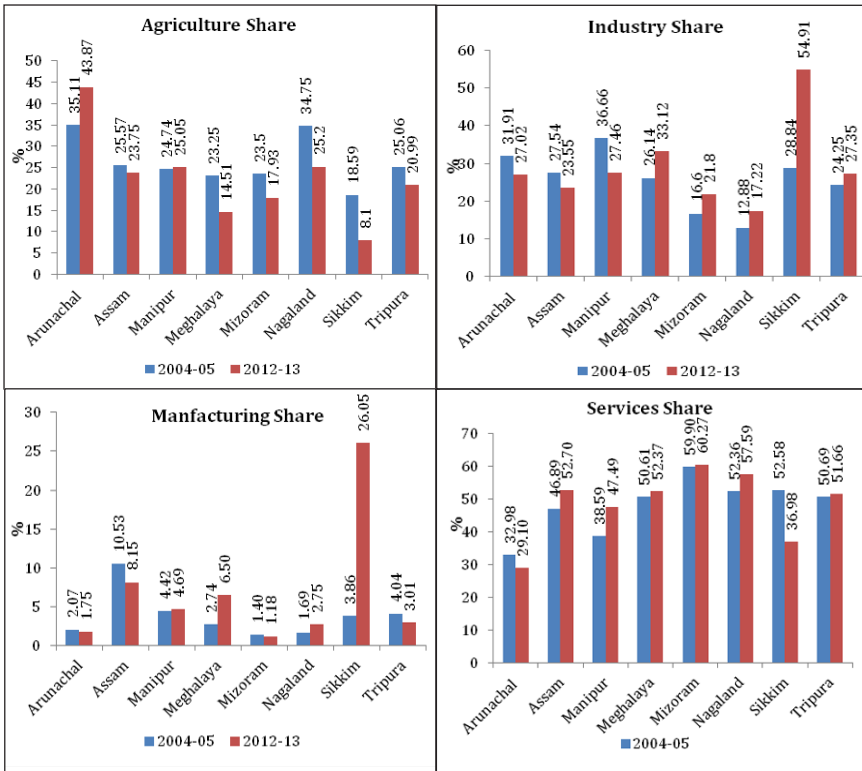 Agriculture Share
50
45
40
35
30
25
20
15
10
5
0
%
35.11
43.87
25.57
23.75
24.74
25.05
23.25
14.51
23.5
17.93
34.75
25.2
18.59
8.1
25.06
20.99
Arunachal
Assam
Manipur
Meghalaya
Mizoram
Nagaland
Sikkim
Tripura
2004-05 2012-13
Industry Share
60
50
40
30
20
10
0
%
31.91
27.02
27.54
23.55
36.66
27.46
26.14
33.12
16.6
21.8
12.88
17.22
28.84
54.91
24.25
27.35
Arunachal
Assam
Manipur
Meghalaya
Mizoram
Nagaland
Sikkim
Tripura
2004-05 2012-13
Manfacturing Share
30
25
20
15
10
5
0
%
2.07
1.75
10.53
8.15
4.42
4.69
2.74
6.50
1.40
1.18
1.69
2.75
3.86
26.05
4.04
3.01
Arunachal
Assam
Manipur
Meghalaya
Mizoram
Nagaland
Sikkim
Tripura
2004-05 2012-13
Services Share
70
60
50
40
30
20
10
0
%
32.98
29.10
46.89
52.70
38.59
47.49
50.61
52.37
59.90
60.27
52.36
57.59
52.58
36.98
50.69
51.66
Arunachal
Assam
Manipur
Meghalaya
Mizoram
Nagaland
Sikkim
Tripura
2004-05